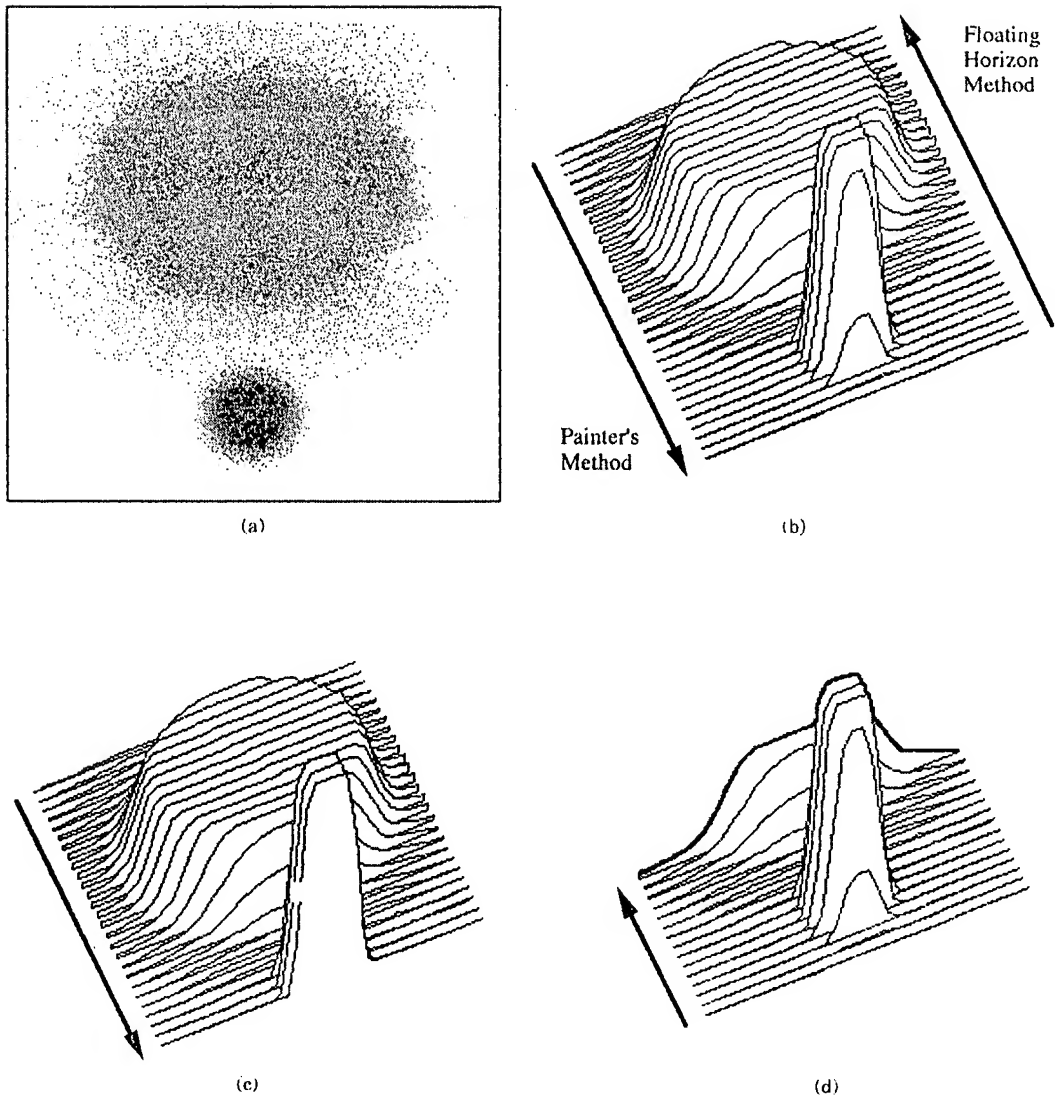 Floating
Horizon
Method
Painter's
Method
(a)
(b)
(c)
(d)